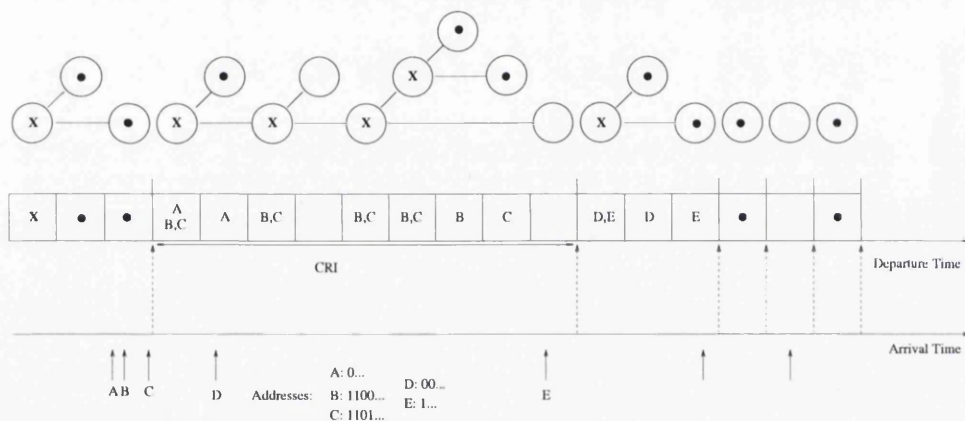 X
X X X X X
A
B,C A B,C B,C B,C B C D,E D E
CRI
Departure Time
Arrival Time
A B C D E
Addresses:
A: 0...
B: 1100...
C: 1101...
D: 00...
E: 1...